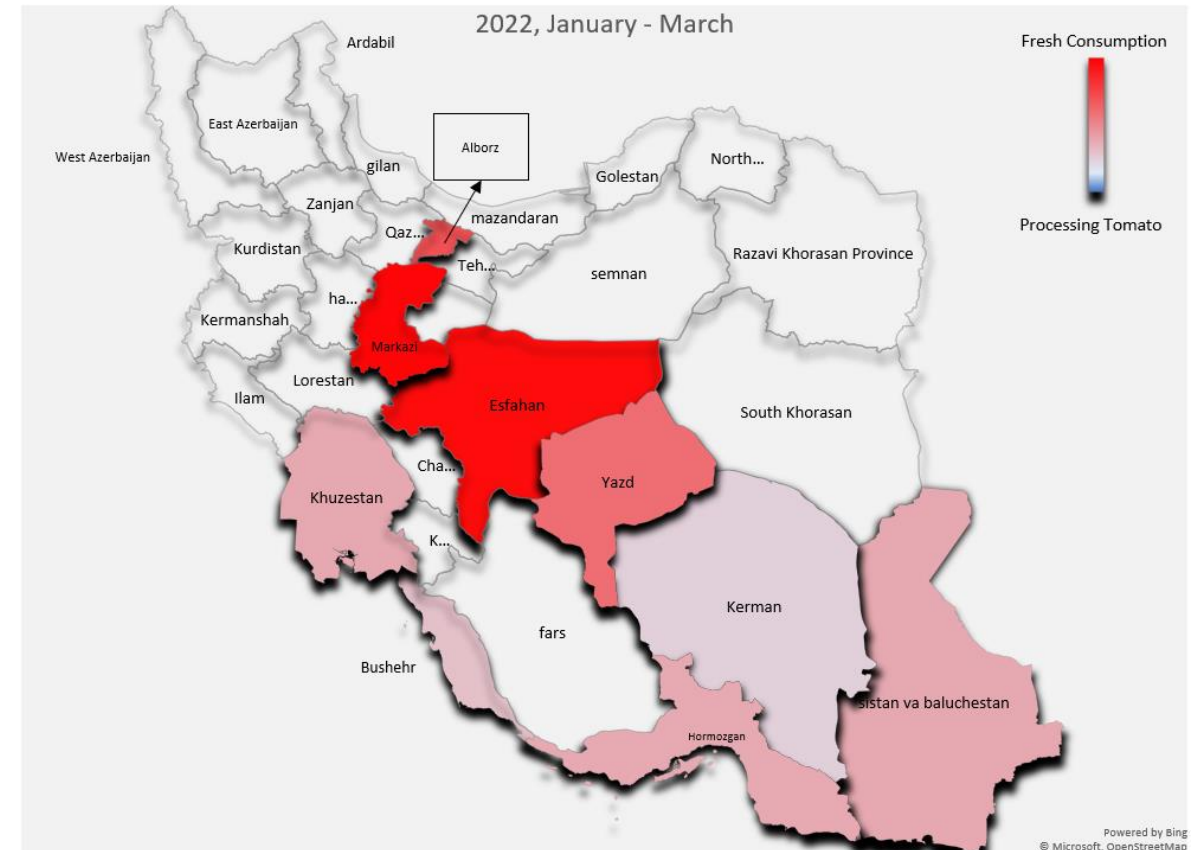 2022, January - March
Ardabil
Fresh Consumption
East Azerbaijan
West Azerbaijan
Alborz
gilan
Golestan
North...
Zanjan
mazandaran
Processing Tomato
Qaz...
Kurdistan
Teh...
Razavi Khorasan Province
semnan
ha...
Kermanshah
Markazi
Lorestan
Ilam
Esfahan
South Khorasan
Cha...
Yazd
Khuzestan
K...
Kerman
fars
Bushehr
sistan va baluchestan
Hormozgan
Powered by Bing
© Microsoft, OpenStreetMap